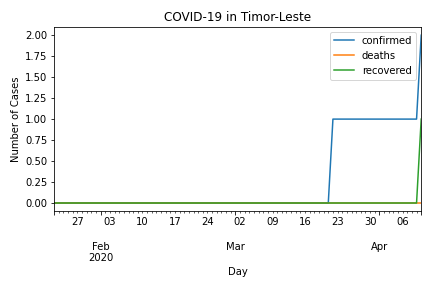 COVID-19 in Timor-Leste
confirmed
deaths
recovered
Number of Cases
2.00
1.75
1.50
1.25
1.00
0.75
0.50
0.25
0.00
27 03 10 17 24 02 09 16 23 30 06
Feb Mar Apr
2020
Day